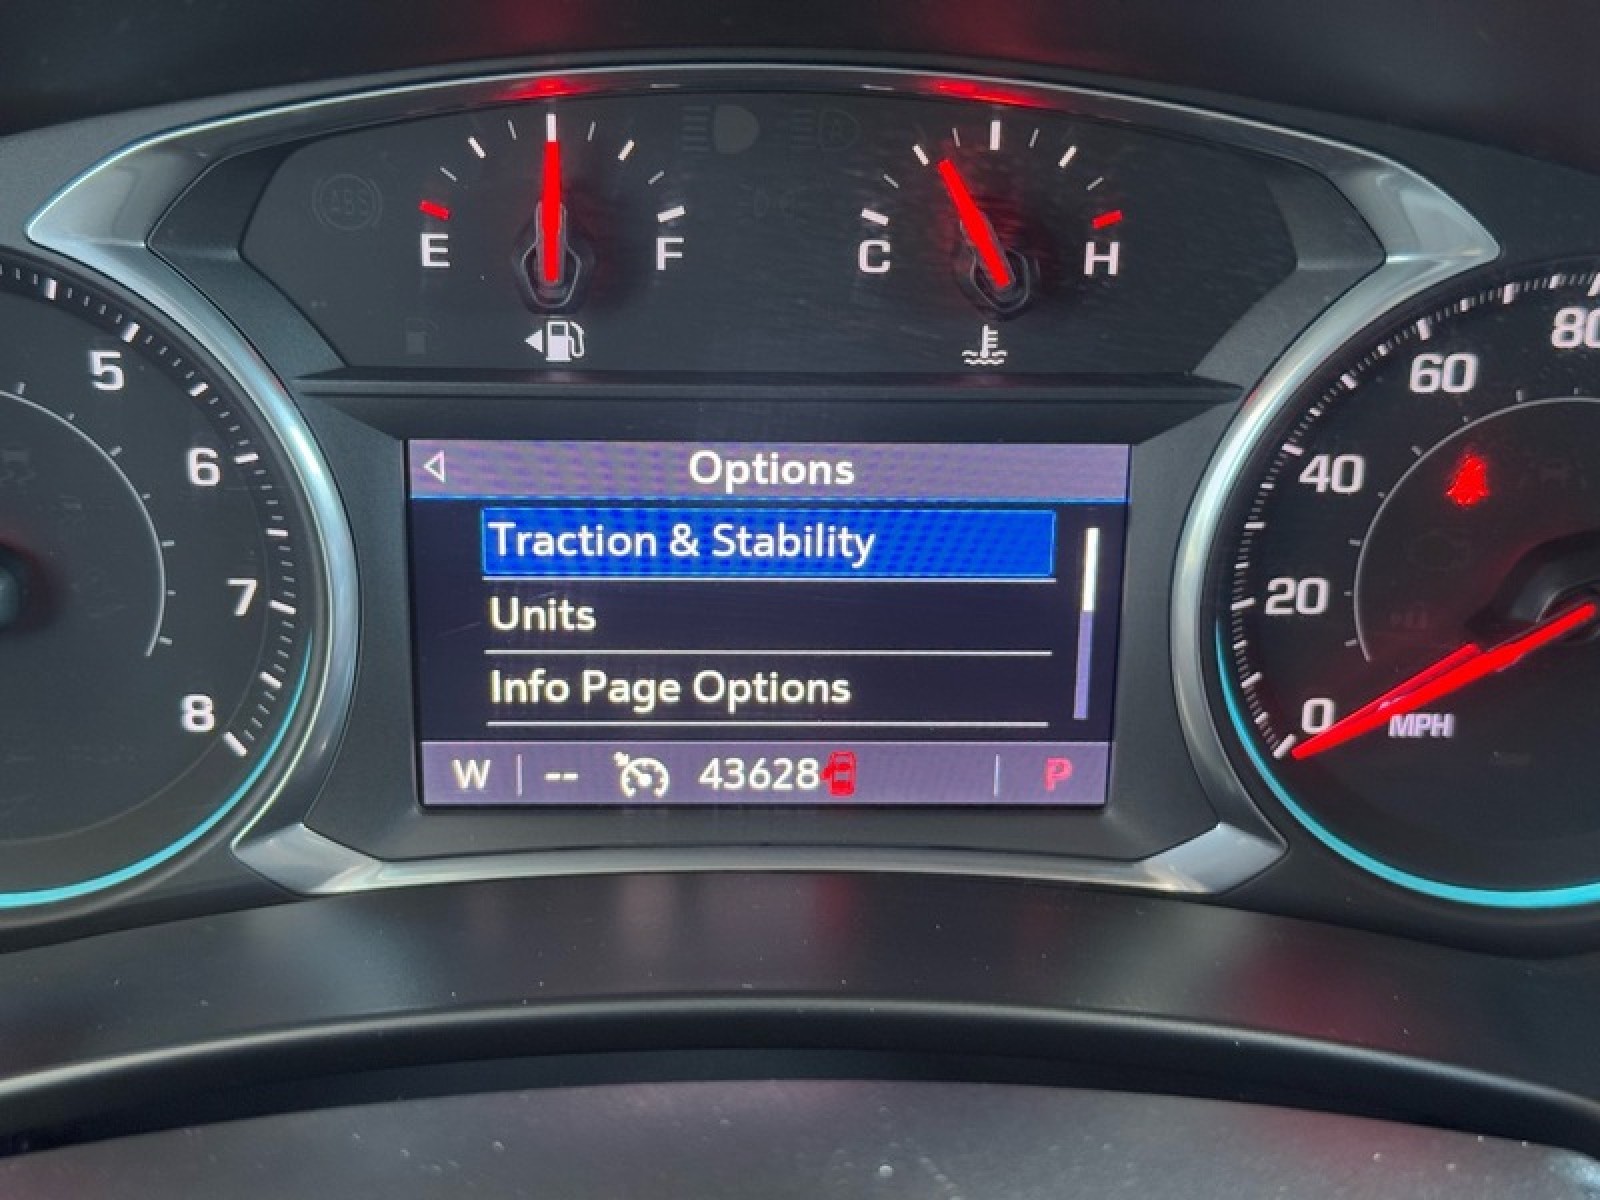 E F C H
5 6 7 8
Options
Traction & Stability
Units
Info Page Options
W -- 43628 P
80
60
40
20
0
MPH